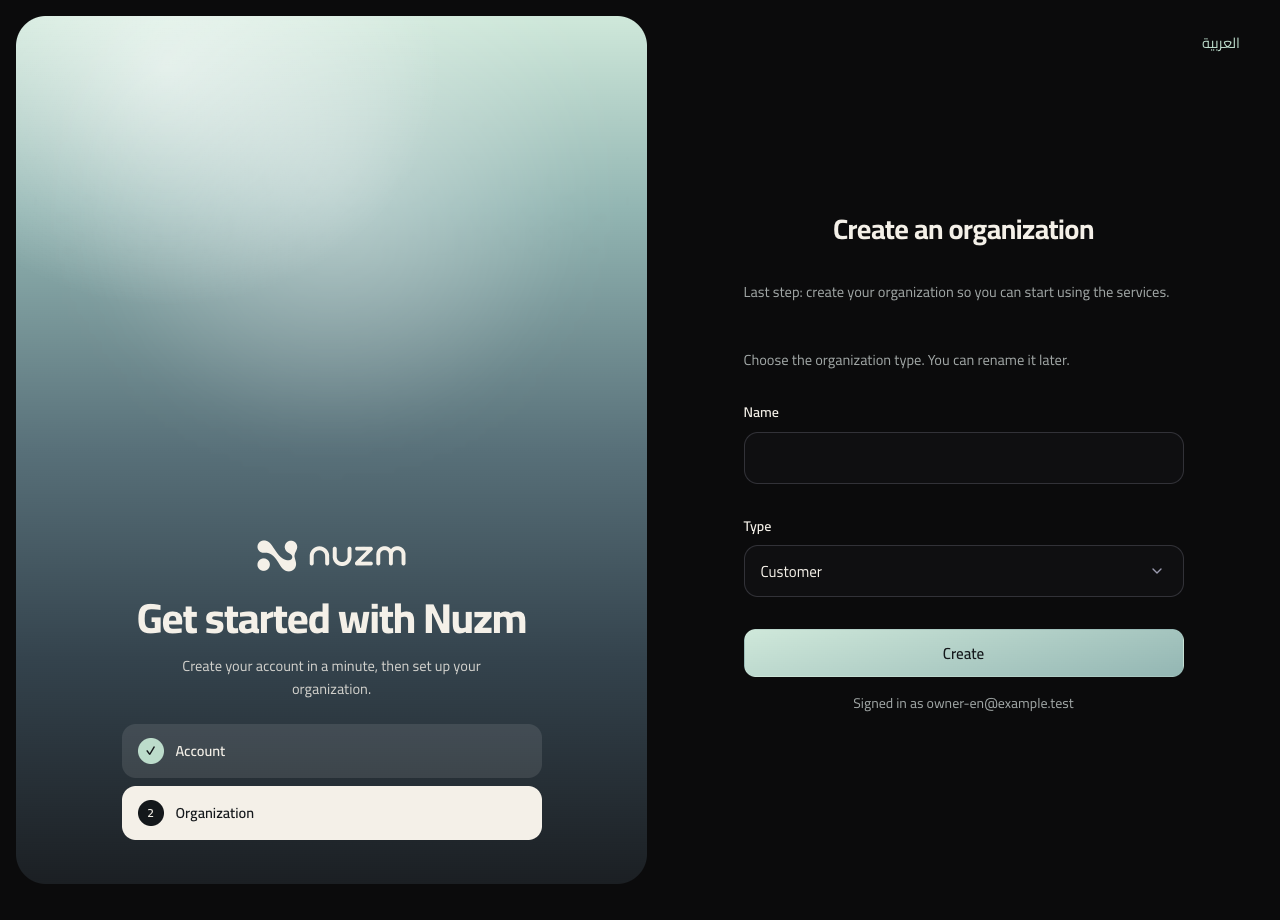 nuzm
Get started with Nuzm
Create your account in a minute, then set up your
organization.
Account
2 Organization
العربية
Create an organization
Last step: create your organization so you can start using the services.
Choose the organization type. You can rename it later.
Name
Type
Customer
Create
Signed in as owner-en@example.test